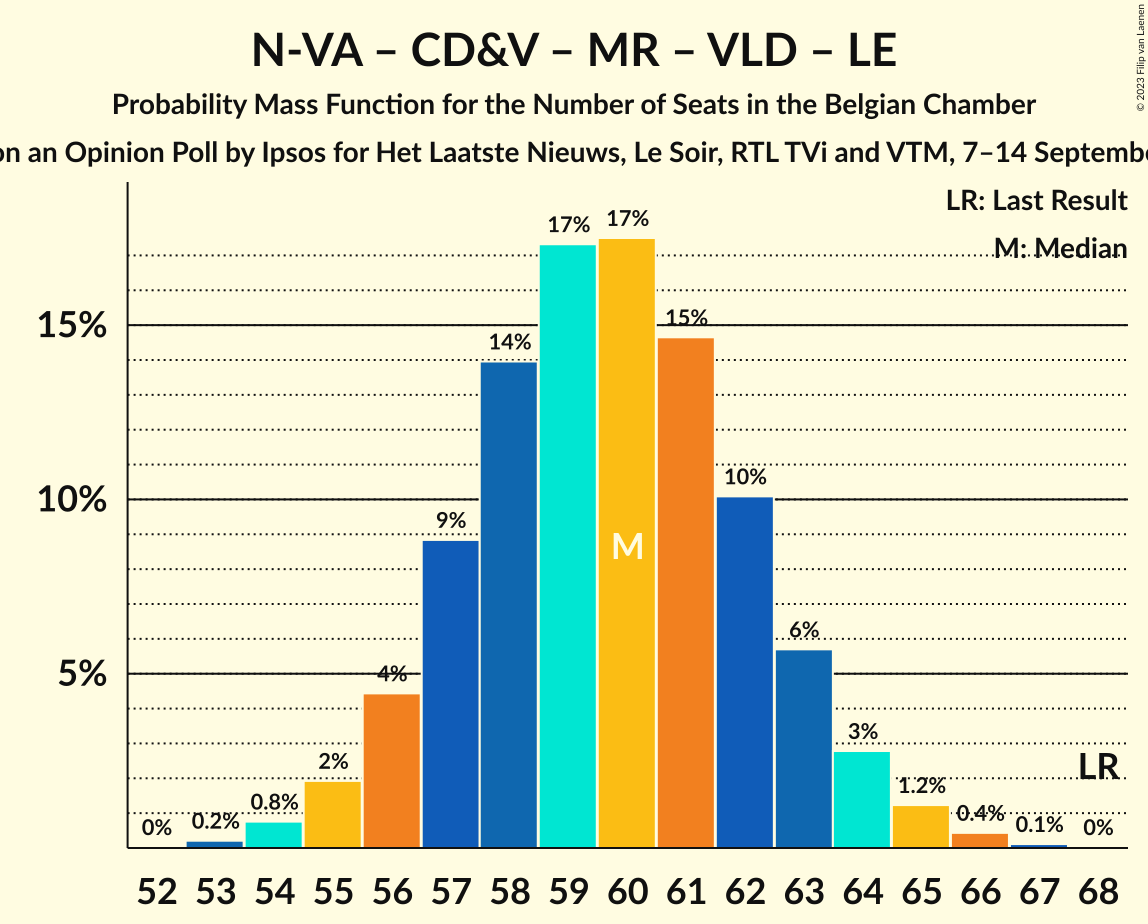 N-VA – CD&V – MR – VLD – LE
Probability Mass Function for the Number of Seats in the Belgian Chamber
on an Opinion Poll by Ipsos for Het Laatste Nieuws, Le Soir, RTL TVi and VTM, 7–14
© 2023 Filip van Laenen
LR: Last Result
M: Median
17%
17%
15%
15%
14%
10%
10%
9%
M
6%
5%
4%
3%
2%
LR
1.2%
0.8%
0.4%
0.2%
0.1%
0%
0%
52 53 54 55 56 57 58 59 60 61 62 63 64 65 66 67 68